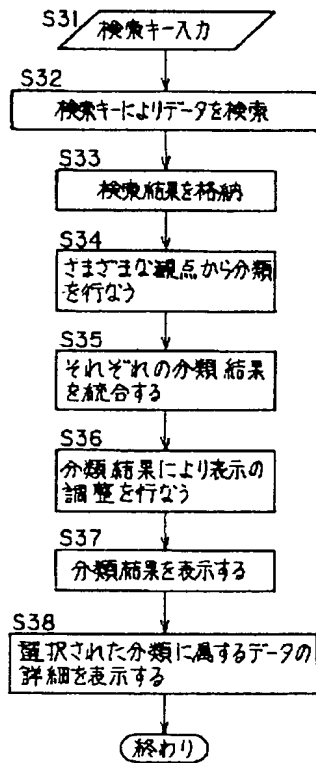 S31
検索キー入力
S32
検索キーによりデータを検索
S33
検索結果を格納
S34
さまざまな観点から分類
を行なう
S35
それぞれの分類結果
を統合する
S36
分類結果により表示の
調整を行なう
S37
分類結果を表示する
S38
選択された分類に属するデータの
詳細を表示する
終わり